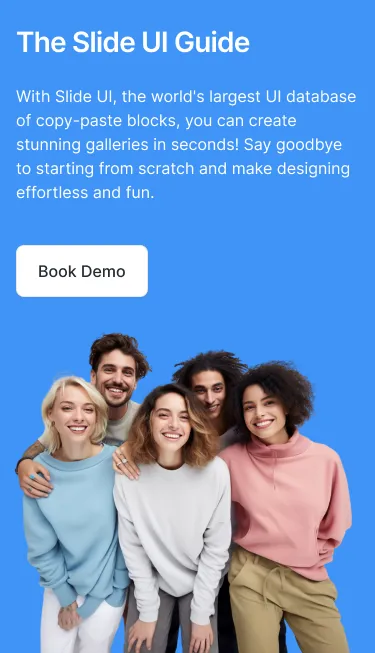 The Slide UI Guide
With Slide UI, the world's largest UI database
of copy-paste blocks, you can create
stunning galleries in seconds! Say goodbye
to starting from scratch and make designing
effortless and fun.
Book Demo